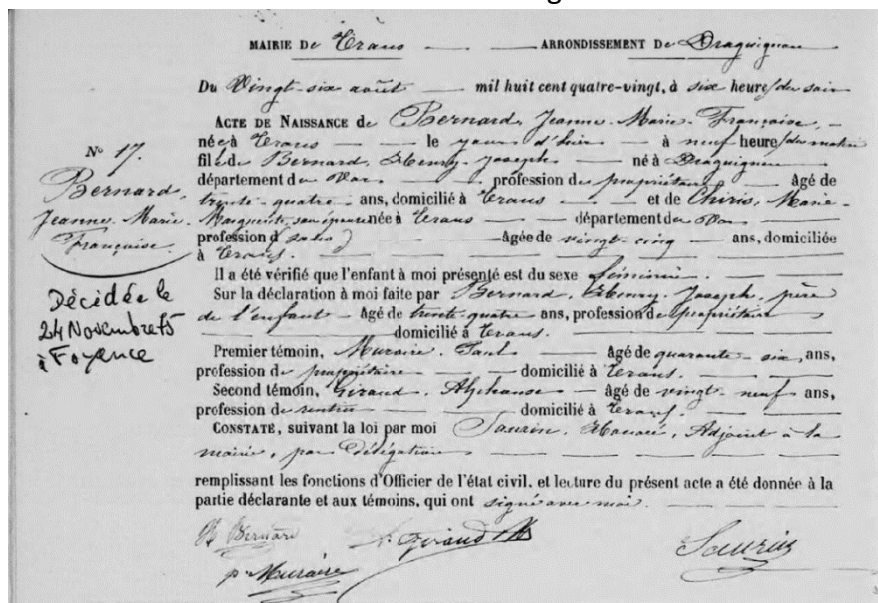 MAIRIE De Trans ARRONDISSEMENT De Draguignan
Du Vingt-six août mil huit cent quatre-vingt, à six heure/du soir
ACTE DE NAISSANCE de Bernard, Jeanne-Marie-Française,
née à Trans le jour d'hier à neuf heure/du matin
fil de Bernard, Henry-Joseph né à Draguignan
département du Var profession de propriétaire âgé de
trente-quatre ans, domicilié à Trans et de Chiris, Marie-
Marguerite, son épouse née à Trans département du Var
profession d( âgée de vingt-cinq ans, domiciliée
à Trans.
Il a été vérifié que l'enfant à moi présenté est du sexe féminin.
Sur la déclaration à moi faite par Bernard, Henry-Joseph, père
de l'enfant âgé de trente-quatre ans, profession de propriétaire
domicilié à Trans.
Premier témoin, Muraire, Paul âgé de quarante-six, ans,
profession de propriétaire domicilié à Trans.
Second témoin, Giraud, Alphonse âgé de vingt-neuf ans,
profession de rentier domicilié à Trans.
CONSTATÉ, suivant la loi par moi Saurin, Honoré, Adjoint à la
mairie, par Délégation
remplissant les fonctions d'Officier de l'état civil, et lecture du présent acte a été donnée à la
partie déclarante et aux témoins, qui ont signé avec moi.
H Bernard A. Giraud Saurin
p. Muraire
N° 17.
Bernard,
Jeanne-Marie-
Française.
Décédée le
24 Novembre
à Fayence